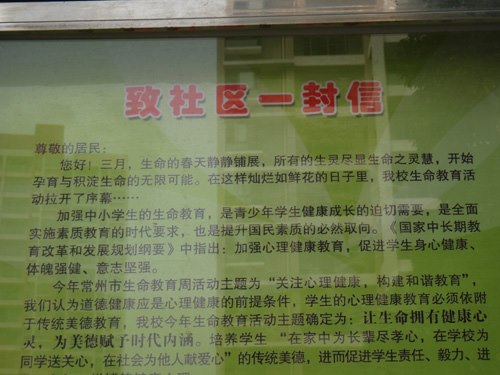 致社区一封信
尊敬的居民：
您好！三月，生命的春天静静铺展，所有的生灵尽显生命之灵慧，开始
孕育与积淀生命的无限可能。在这样灿烂如鲜花的日子里，我校生命教育活
动拉开了序幕……
加强中小学生的生命教育，是青少年学生健康成长的迫切需要，是全面
实施素质教育的时代要求，也是提升国民素质的必然取向。《国家中长期教
育改革和发展规划纲要》中指出：加强心理健康教育，促进学生身心健康、
体魄强健、意志坚强。
今年常州市生命教育周活动主题为“关注心理健康，构建和谐教育”，
我们认为道德健康应是心理健康的前提条件，学生的心理健康教育必须依附
于传统美德教育，我校今年生命教育活动主题确定为：让生命拥有健康心
灵，为美德赋予时代内涵。培养学生 “在家中为长辈尽孝心，在学校为
同学送关心，在社会为他人献爱心”的传统美德，进而促进学生责任、毅力、进